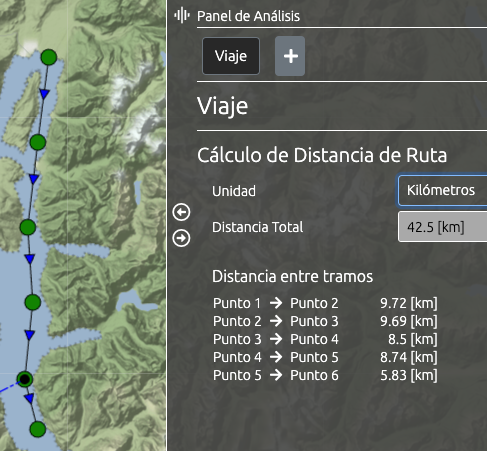 Panel de Análisis
Viaje +
Viaje
Cálculo de Distancia de Ruta
Unidad Kilómetros
Distancia Total 42.5 [km]
Distancia entre tramos
Punto 1 → Punto 2 9.72 [km]
Punto 2 → Punto 3 9.69 [km]
Punto 3 → Punto 4 8.5 [km]
Punto 4 → Punto 5 8.74 [km]
Punto 5 → Punto 6 5.83 [km]